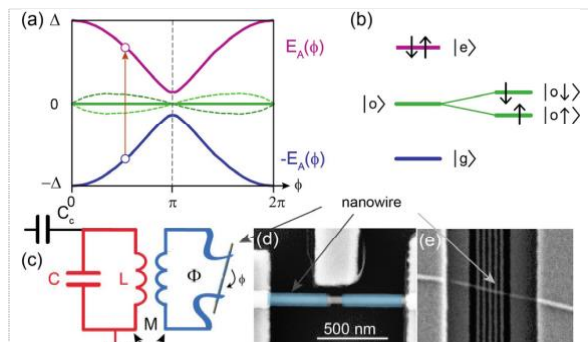 (a)
Δ
E_A(ϕ)
0
-E_A(ϕ)
−Δ
0
π
2π
ϕ
(b)
|e⟩
|o⟩
|o↓⟩
|o↑⟩
|g⟩
C_c
nanowire
(c)
C
L
Φ
ϕ
M
(d)
500 nm
(e)